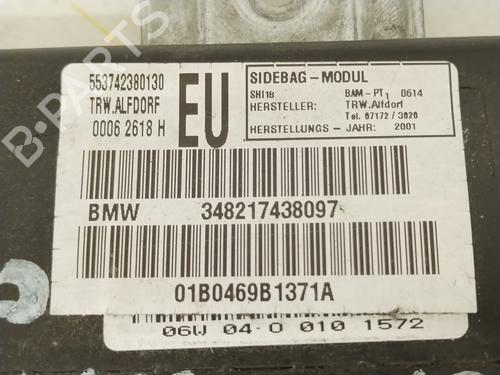 553742380130
TRW.ALFDORF
0006 2618 H
EU
SIDEBAG-MODUL
SHI18 BAM-PT1 0614
HERSTELLER: TRW.Alfdorf
Tel. 07172 / 3020
HERSTELLUNGS - JAHR: 2001
BMW 348217438097
01B0469B1371A
06W 04-0 010 1572
B-PARTS